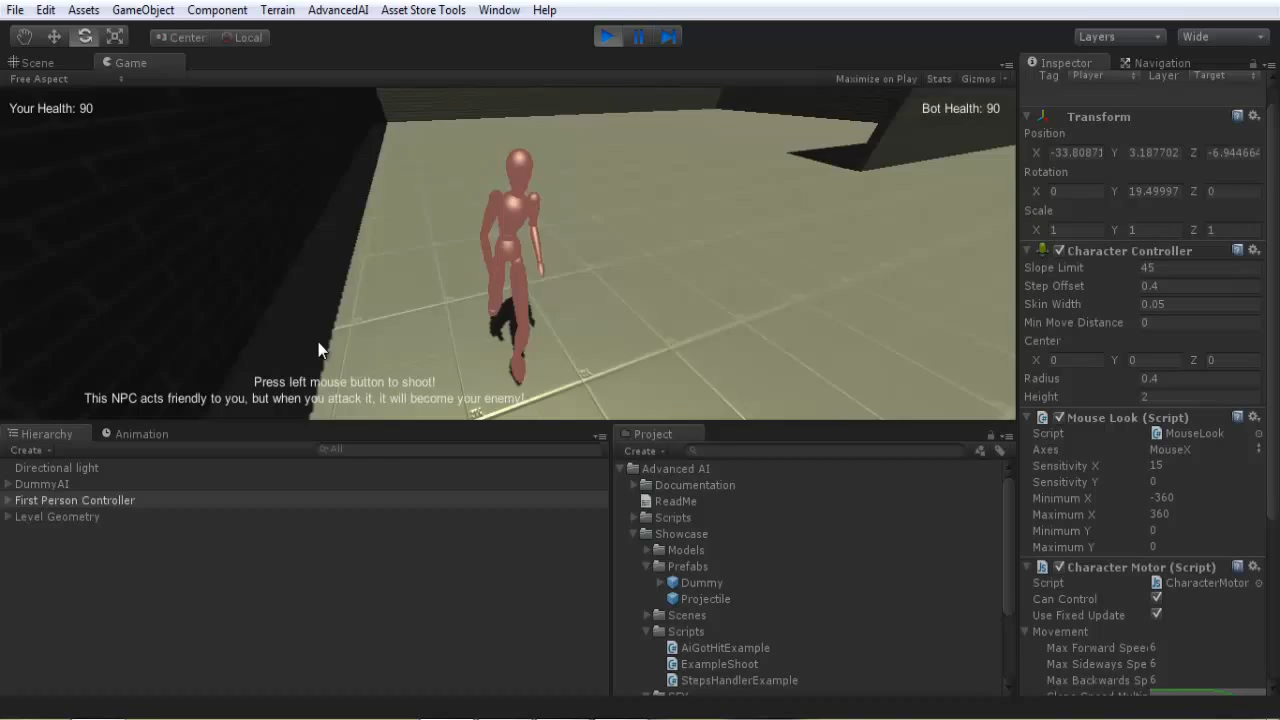 File Edit Assets GameObject Component Terrain AdvancedAI Asset Store Tools Window Help
Center Local Layers Wide
Scene Game
Free Aspect Maximize on Play Stats Gizmos
Your Health: 90 Bot Health: 90
Press left mouse button to shoot!
This NPC acts friendly to you, but when you attack it, it will become your enemy!
Hierarchy Animation
Create All
Directional light
DummyAI
First Person Controller
Level Geometry
Project
Create
Advanced AI
Documentation
ReadMe
Scripts
Showcase
Models
Prefabs
Dummy
Projectile
Scenes
Scripts
AiGotHitExample
ExampleShoot
StepsHandlerExample
Inspector Navigation
Tag Player Layer Target
Transform
Position
X -33.80871 Y 3.187702 Z -6.944664
Rotation
X 0 Y 19.49997 Z 0
Scale
X 1 Y 1 Z 1
Character Controller
Slope Limit 45
Step Offset 0.4
Skin Width 0.05
Min Move Distance 0
Center
X 0 Y 0 Z 0
Radius 0.4
Height 2
Mouse Look (Script)
Script MouseLook
Axes MouseX
Sensitivity X 15
Sensitivity Y 0
Minimum X -360
Maximum X 360
Minimum Y 0
Maximum Y 0
Character Motor (Script)
Script CharacterMotor
Can Control
Use Fixed Update
Movement
Max Forward Spee 6
Max Sideways Spe 6
Max Backwards Sp 6